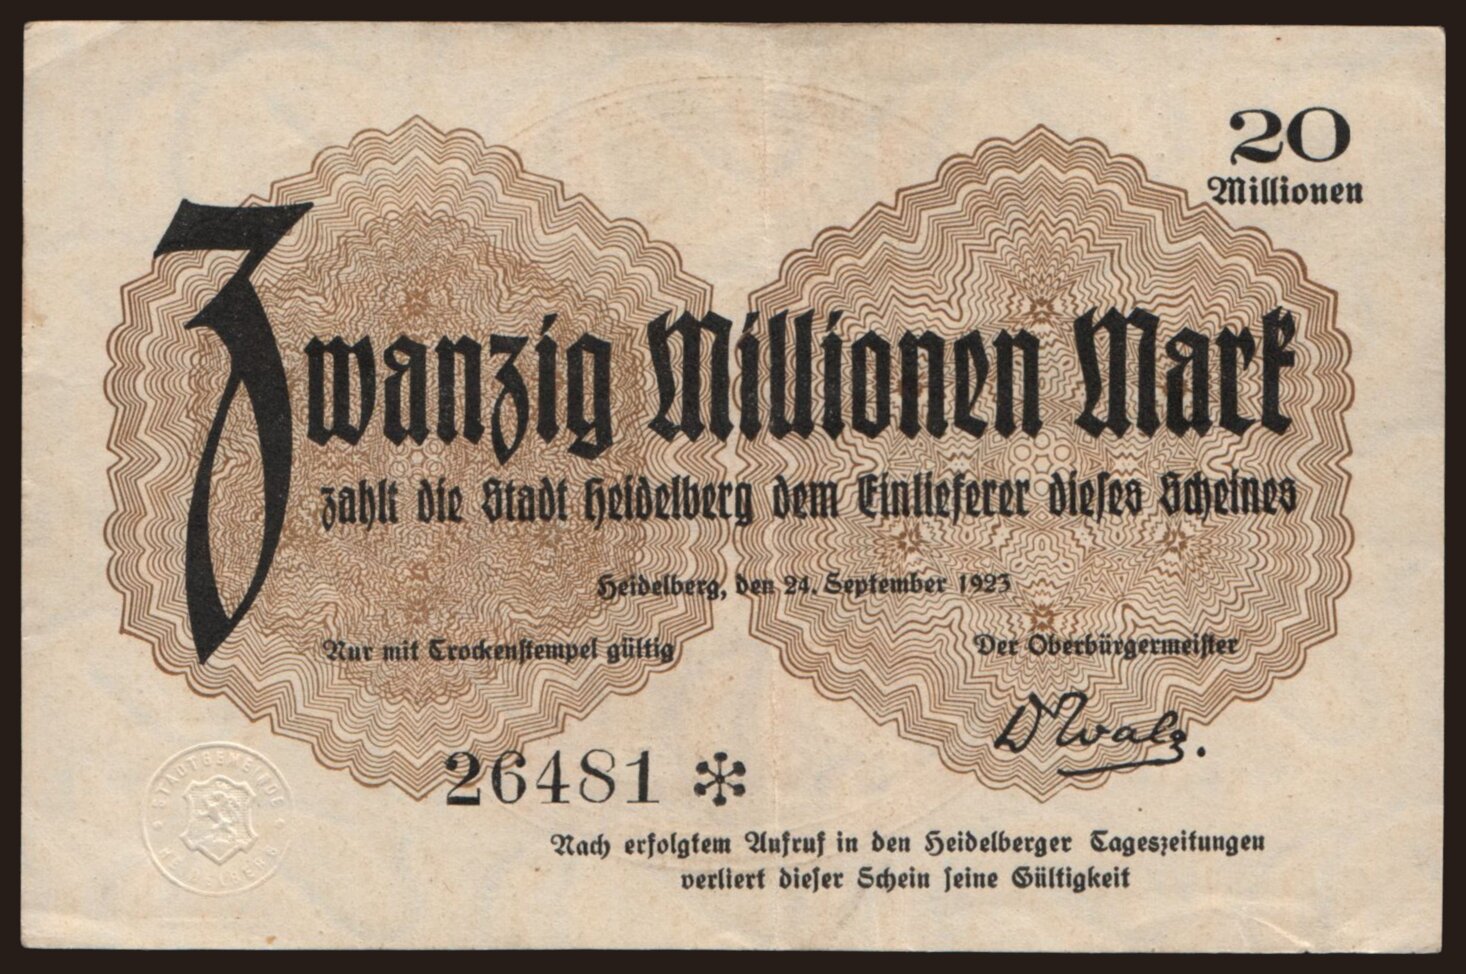 20
Millionen
Zwanzig Millionen Mark
zahlt die Stadt Heidelberg dem Einlieferer dieses Scheines
Heidelberg, den 24. September 1923
Nur mit Trockenstempel gültig
Der Oberbürgermeister
D Walz.
26481 *
STADTGEMEINDE
HEIDELBERG
Nach erfolgtem Aufruf in den Heidelberger Tageszeitungen
verliert dieser Schein seine Gültigkeit